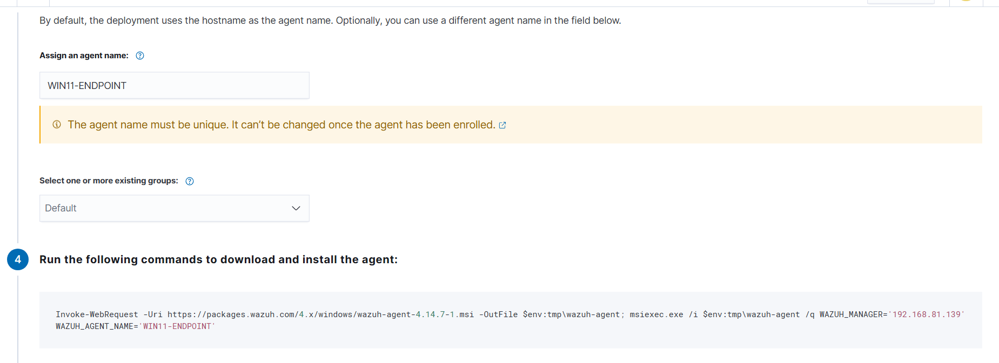 By default, the deployment uses the hostname as the agent name. Optionally, you can use a different agent name in the field below.
Assign an agent name:
WIN11-ENDPOINT
The agent name must be unique. It can’t be changed once the agent has been enrolled.
Select one or more existing groups:
Default
4
Run the following commands to download and install the agent:
Invoke-WebRequest -Uri https://packages.wazuh.com/4.x/windows/wazuh-agent-4.14.7-1.msi -OutFile $env:tmp\wazuh-agent; msiexec.exe /i $env:tmp\wazuh-agent /q WAZUH_MANAGER='192.168.81.139'
WAZUH_AGENT_NAME='WIN11-ENDPOINT'